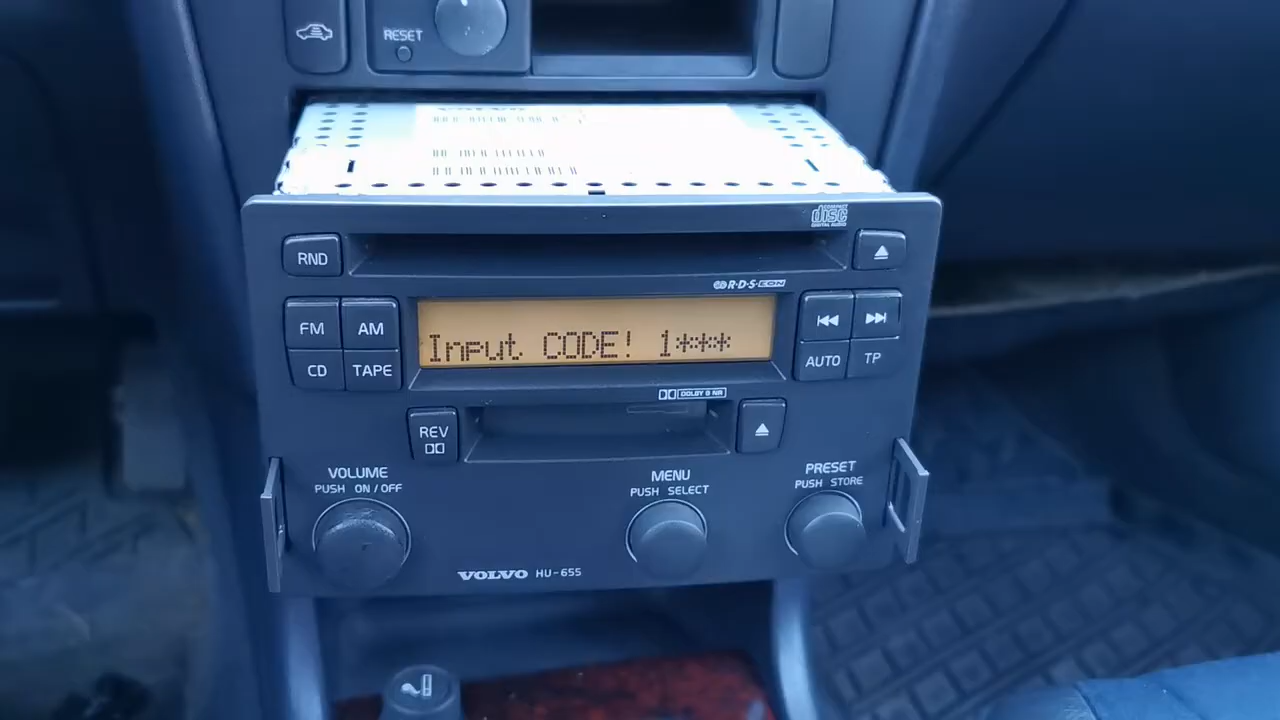 RESET
VOLVO
COMPACT
disc
DIGITAL AUDIO
RND
R·D·S·EON
FM
AM
Input CODE! 1***
AUTO
TP
CD
TAPE
DOLBY B NR
REV
VOLUME
PUSH ON/OFF
MENU
PUSH SELECT
PRESET
PUSH STORE
VOLVO HU-655